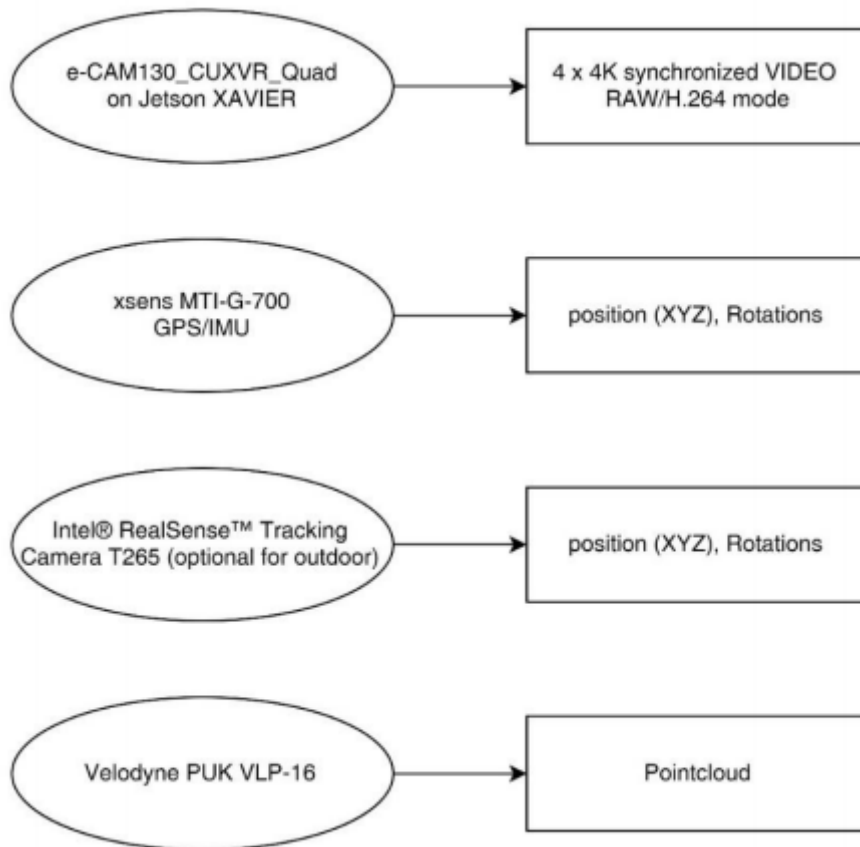 e-CAM130_CUXVR_Quad
on Jetson XAVIER
4 x 4K synchronized VIDEO
RAW/H.264 mode
xsens MTI-G-700
GPS/IMU
position (XYZ), Rotations
Intel® RealSense™ Tracking
Camera T265 (optional for outdoor)
position (XYZ), Rotations
Velodyne PUK VLP-16
Pointcloud